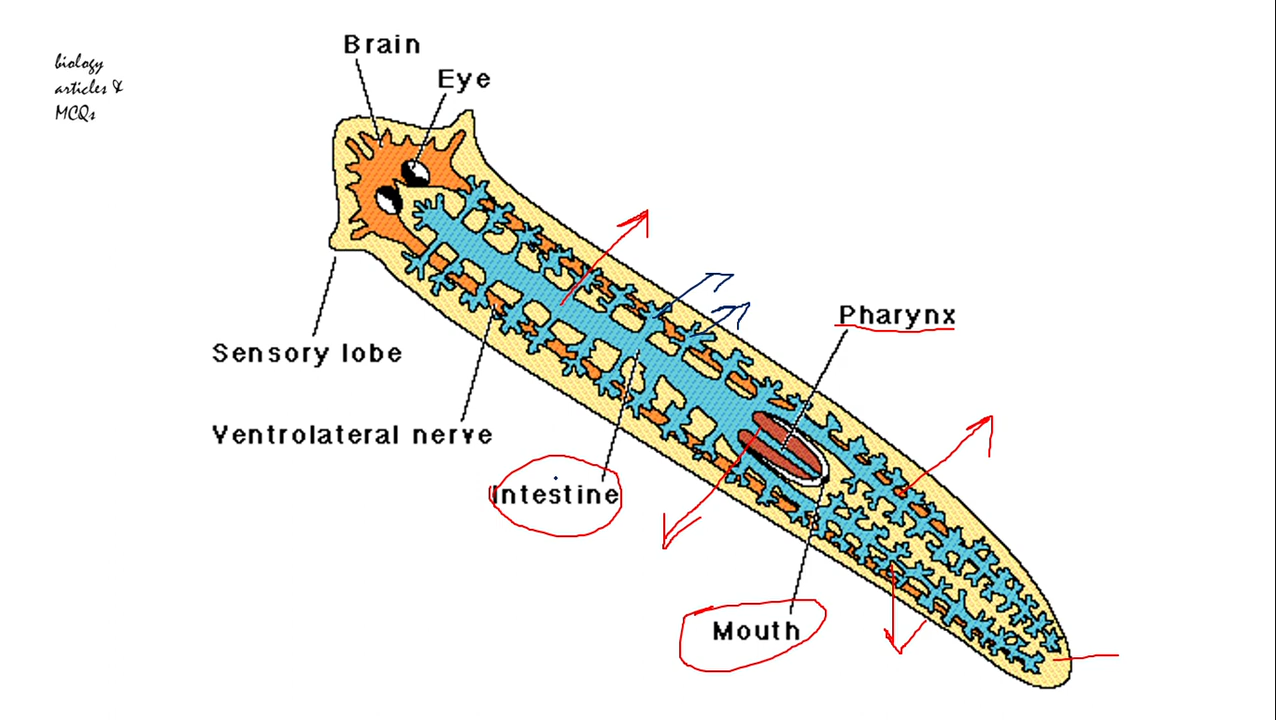 Brain
Eye
biology
articles &
MCQs
Pharynx
Sensory lobe
Ventrolateral nerve
Intestine
Mouth